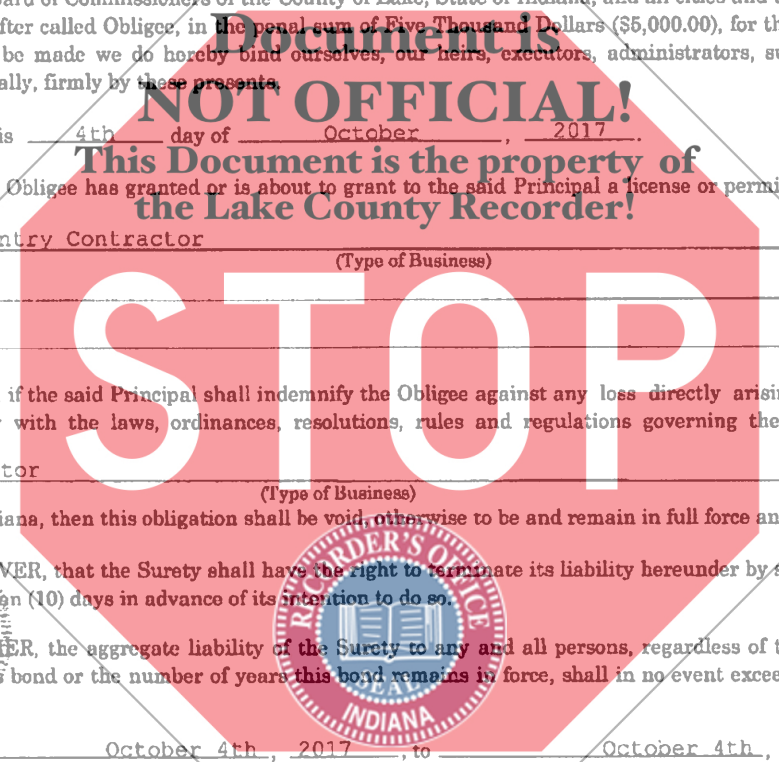 ard of Commissioners of the County of Lake, State of Indiana, and all cities and
fter called Obligee, in the penal sum of Five Thousand Dollars ($5,000.00), for th
Document is
be made we do hereby bind ourselves, our heirs, executors, administrators, su
ally, firmly by these presents.
NOT OFFICIAL!
is 4th day of October, 2017.
This Document is the property of
Obligee has granted or is about to grant to the said Principal a license or permi
the Lake County Recorder!
ntry Contractor
(Type of Business)
STOP
if the said Principal shall indemnify the Obligee against any loss directly arisi
with the laws, ordinances, resolutions, rules and regulations governing the
tor
(Type of Business)
iana, then this obligation shall be void, otherwise to be and remain in full force an
VER, that the Surety shall have the right to terminate its liability hereunder by
en (10) days in advance of its intention to do so.
RECORDER'S OFFICE
HER, the aggregate liability of the Surety to any and all persons, regardless of t
s bond or the number of years this bond remains in force, shall in no event excee
SEAL
INDIANA
October 4th, 2017, to October 4th,